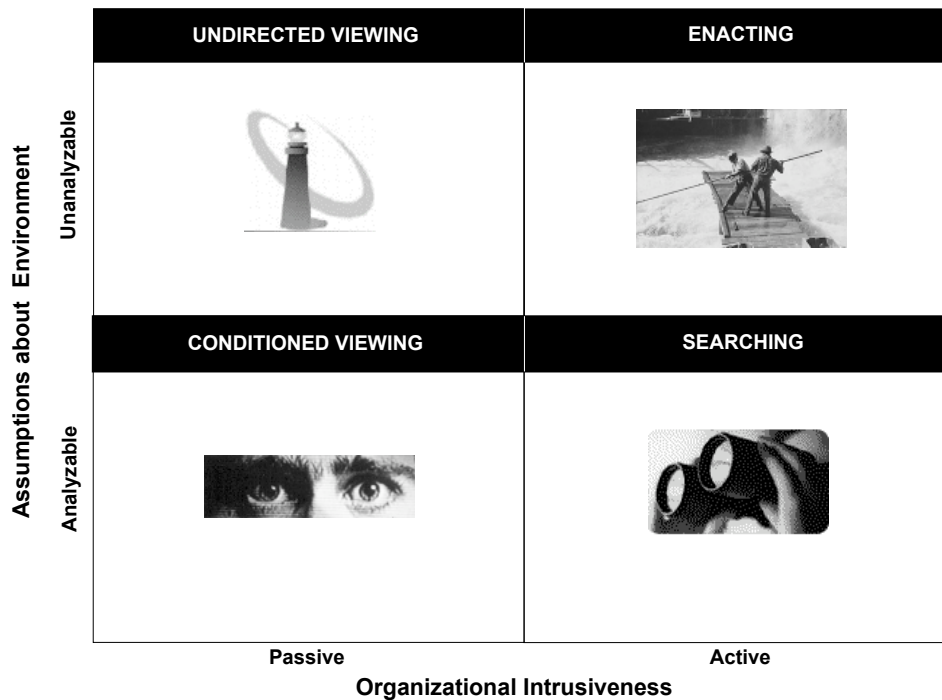 UNDIRECTED VIEWING
ENACTING
Assumptions about Environment
Unanalyzable
CONDITIONED VIEWING
SEARCHING
Analyzable
Passive
Active
Organizational Intrusiveness